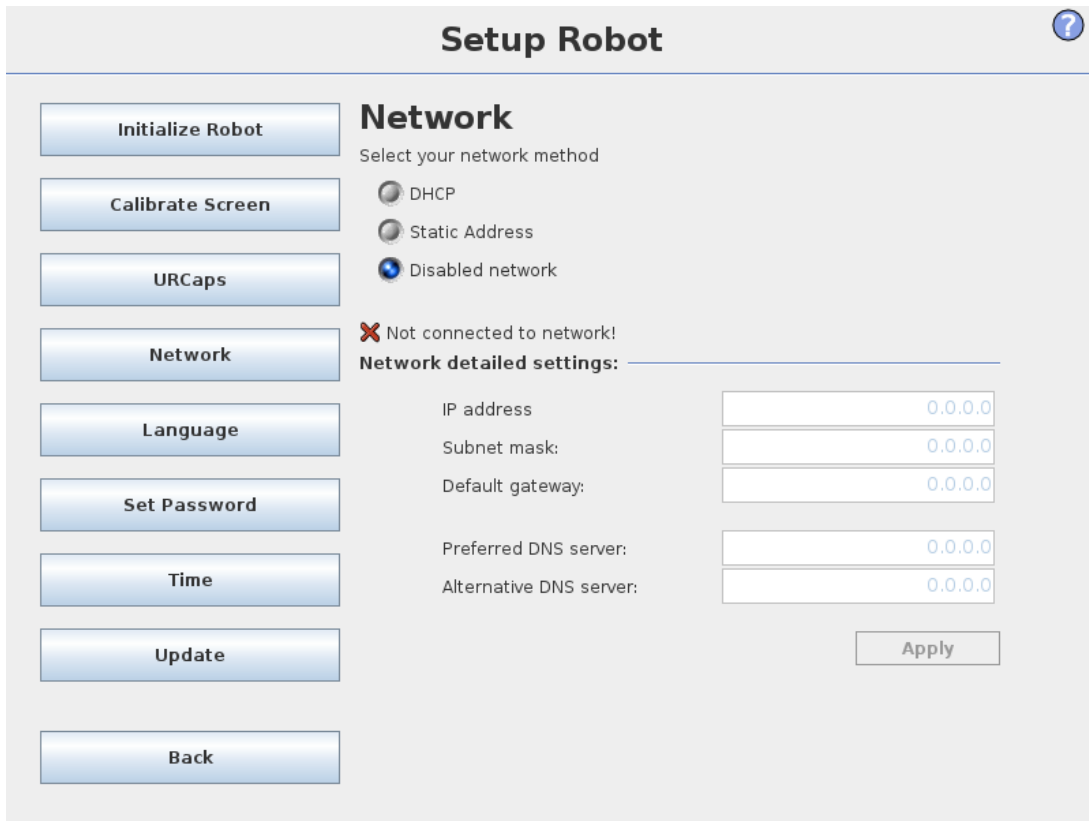 Setup Robot
?
Initialize Robot
Calibrate Screen
URCaps
Network
Language
Set Password
Time
Update
Back
Network
Select your network method
DHCP
Static Address
Disabled network
Not connected to network!
Network detailed settings:
IP address 0.0.0.0
Subnet mask: 0.0.0.0
Default gateway: 0.0.0.0
Preferred DNS server: 0.0.0.0
Alternative DNS server: 0.0.0.0
Apply